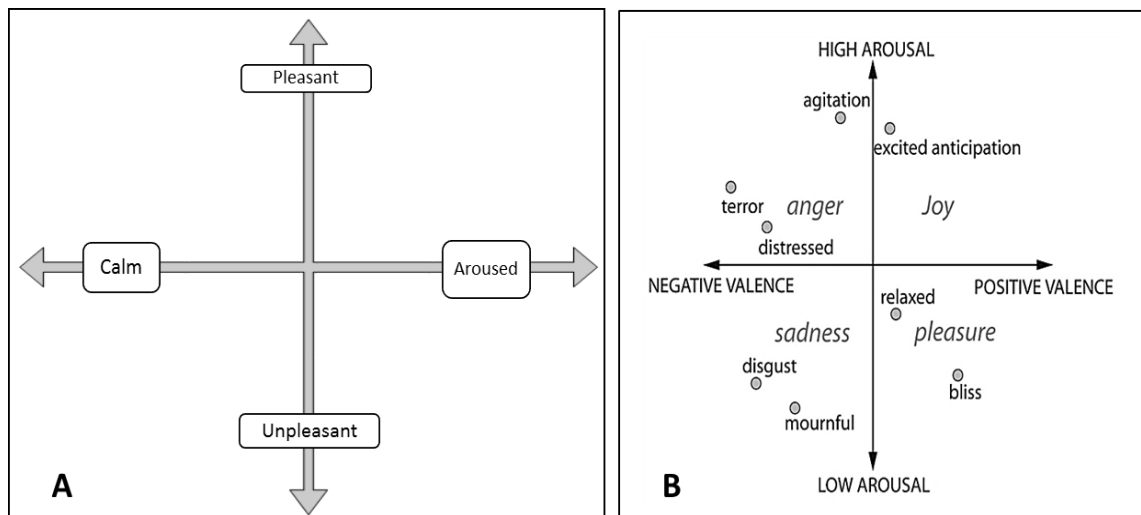 Pleasant
Calm
Aroused
Unpleasant
A
HIGH AROUSAL
agitation
excited anticipation
terror
anger
Joy
distressed
NEGATIVE VALENCE
POSITIVE VALENCE
relaxed
sadness
pleasure
disgust
bliss
mournful
LOW AROUSAL
B